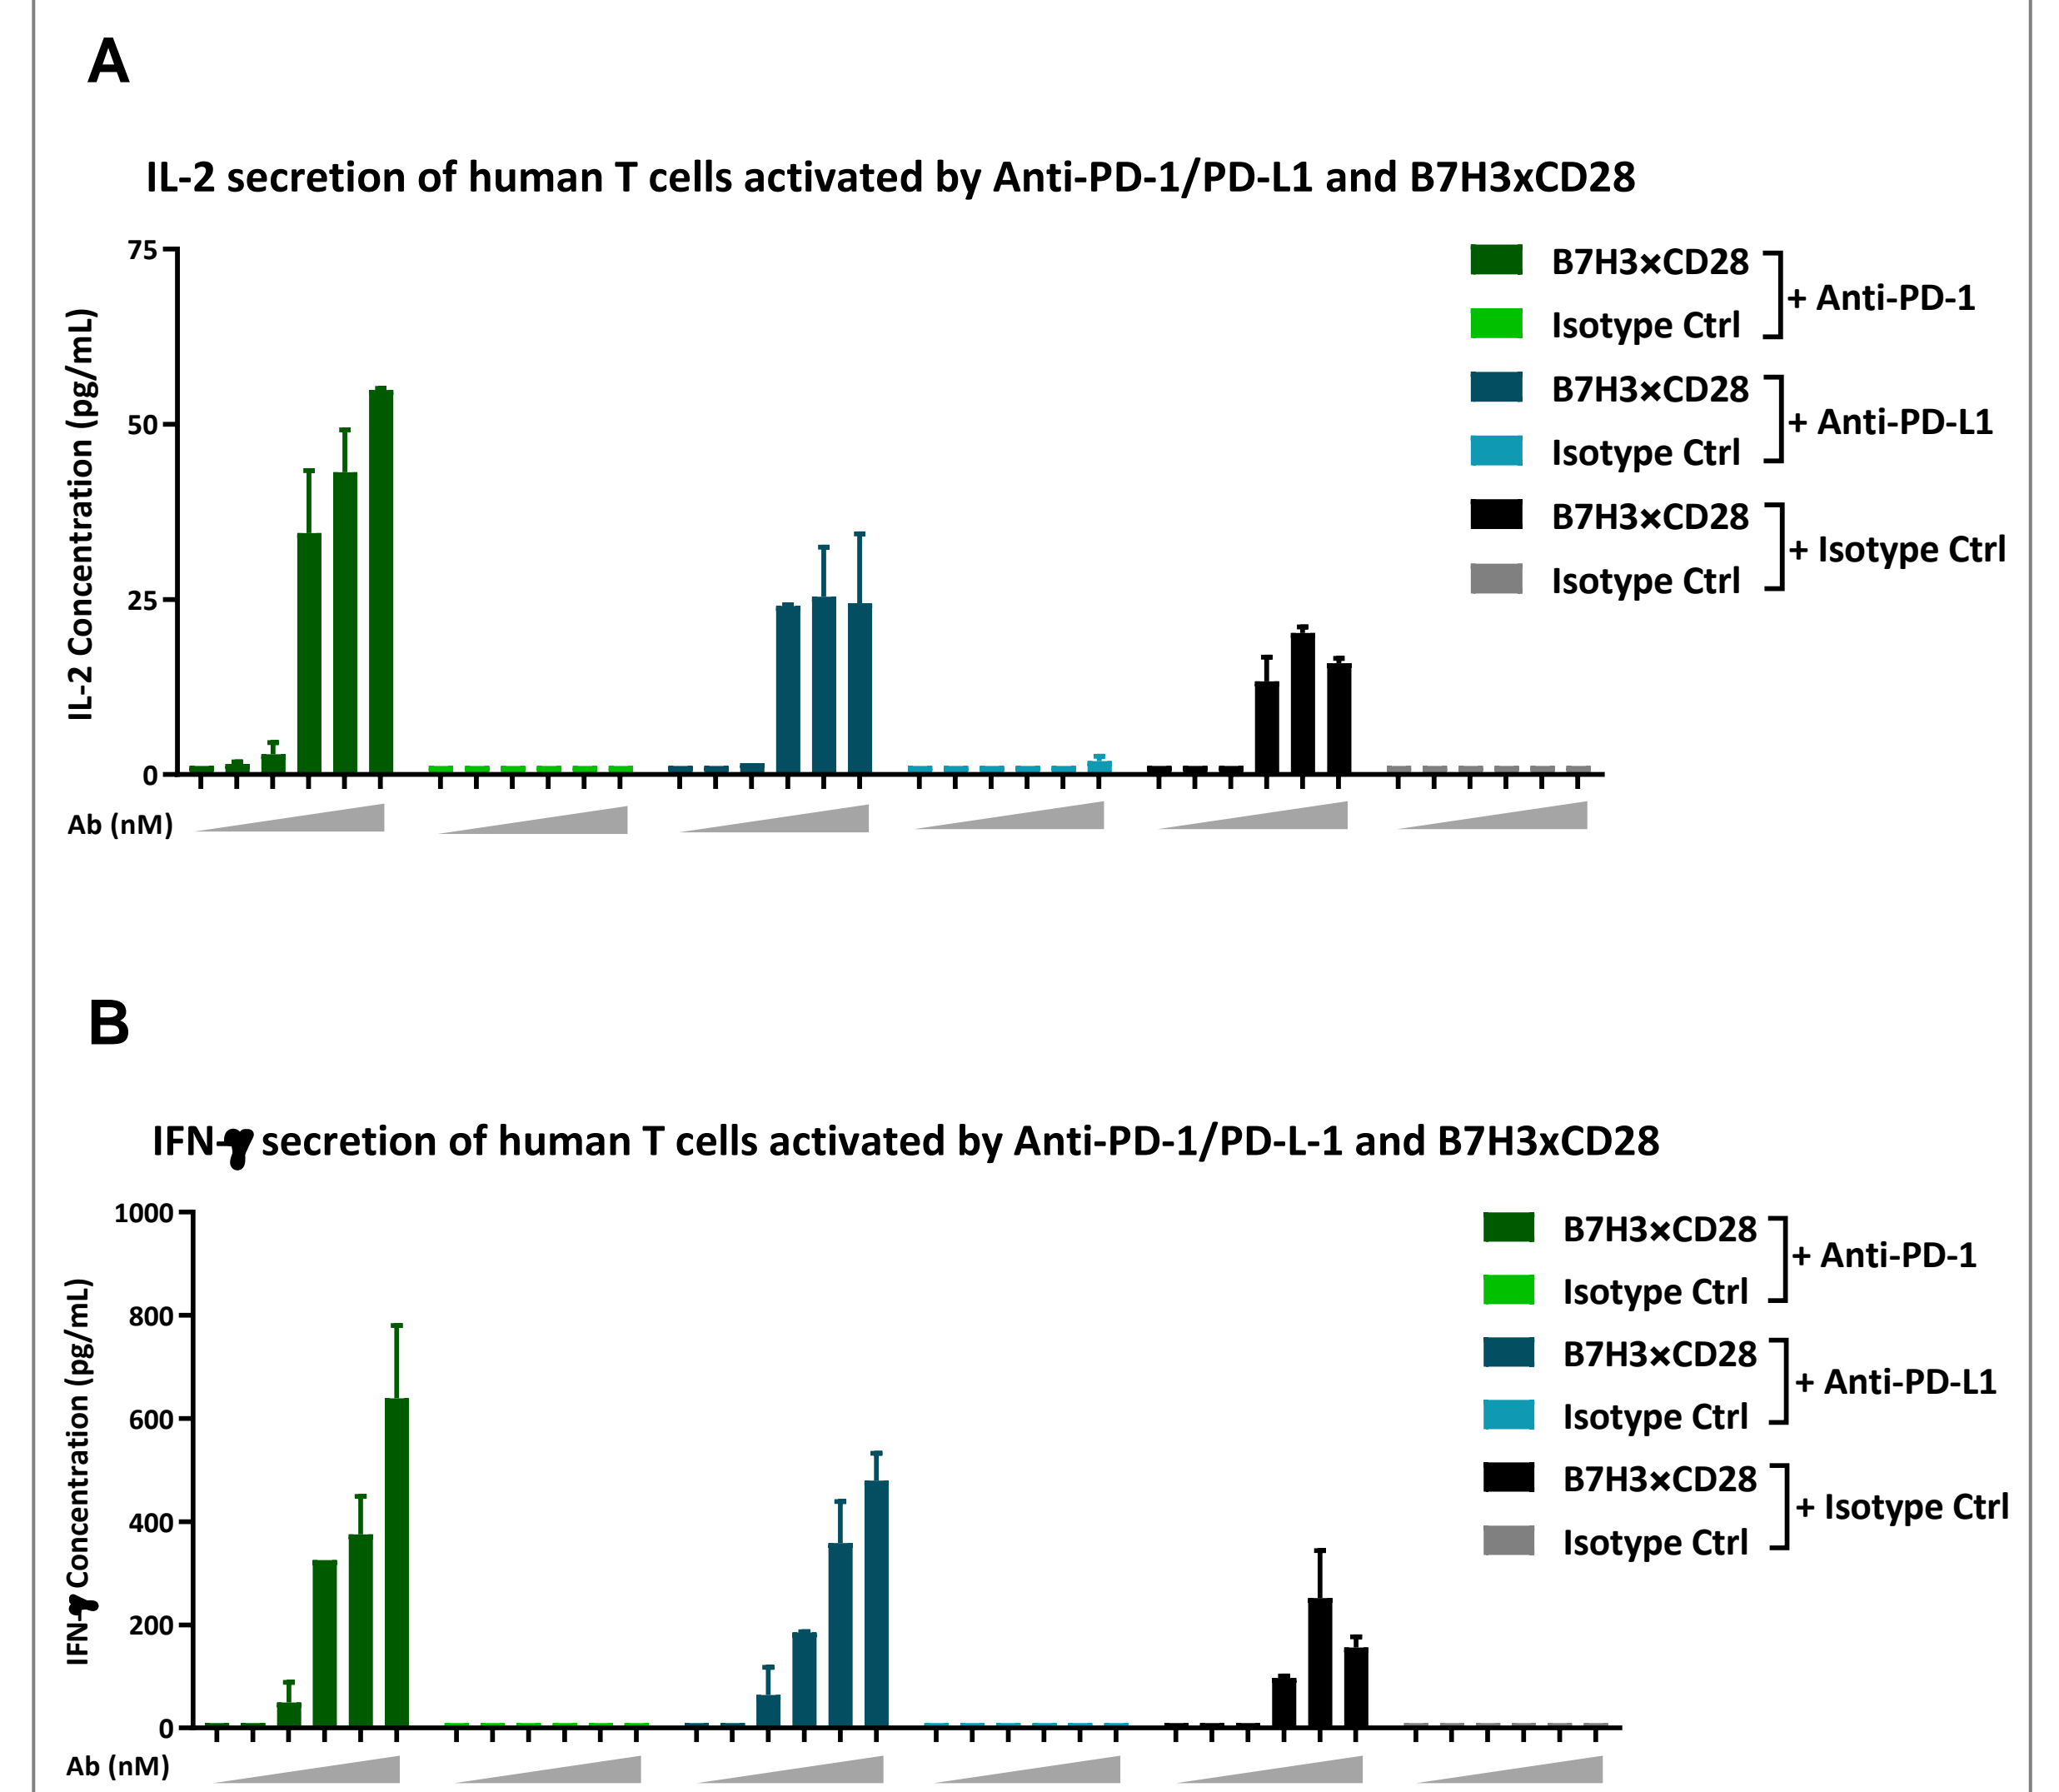 A
IL-2 secretion of human T cells activated by Anti-PD-1/PD-L1 and B7H3xCD28
IL-2 Concentration (pg/mL)
75
50
25
0
B7H3×CD28
Isotype Ctrl
+ Anti-PD-1
B7H3×CD28
Isotype Ctrl
+ Anti-PD-L1
B7H3×CD28
Isotype Ctrl
+ Isotype Ctrl
Ab (nM)
B
IFN-γ secretion of human T cells activated by Anti-PD-1/PD-L-1 and B7H3xCD28
IFN-γ Concentration (pg/mL)
1000
800
600
400
200
0
B7H3×CD28
Isotype Ctrl
+ Anti-PD-1
B7H3×CD28
Isotype Ctrl
+ Anti-PD-L1
B7H3×CD28
Isotype Ctrl
+ Isotype Ctrl
Ab (nM)